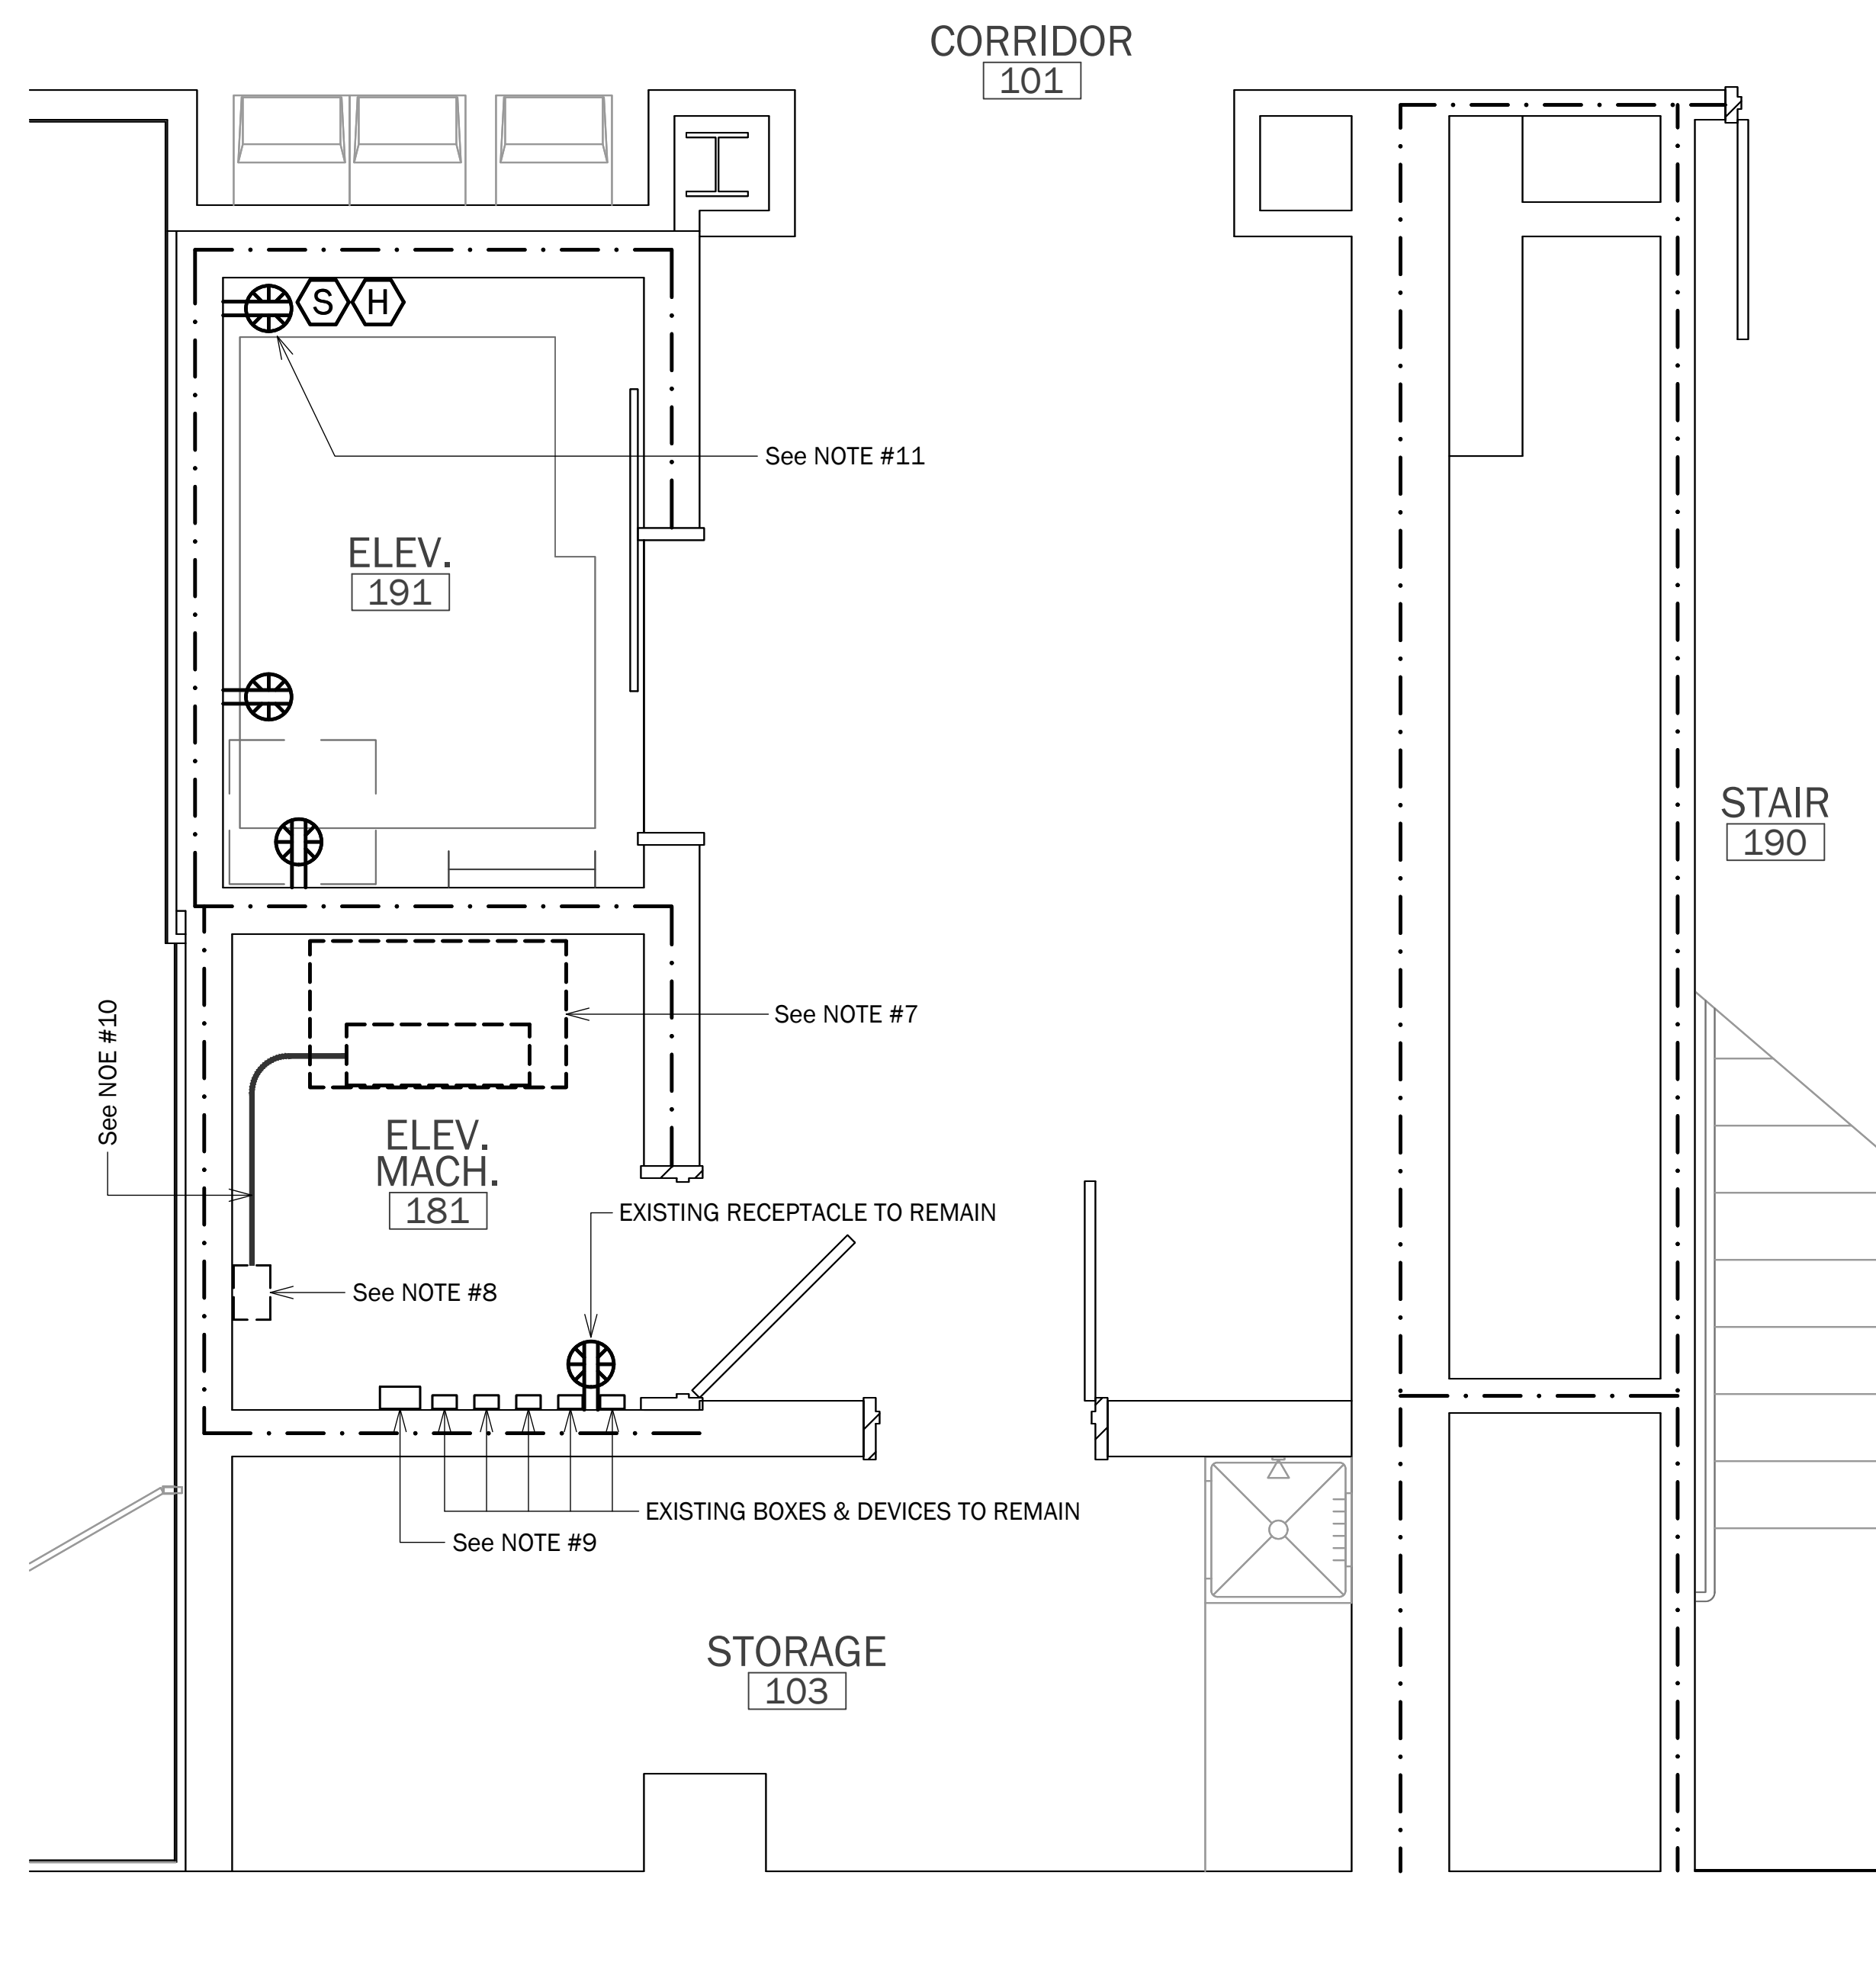 CORRIDOR
101
S
H
See NOTE #11
ELEV.
191
STAIR
190
See NOE #10
See NOTE #7
ELEV.
MACH.
181
EXISTING RECEPTACLE TO REMAIN
See NOTE #8
EXISTING BOXES & DEVICES TO REMAIN
See NOTE #9
STORAGE
103